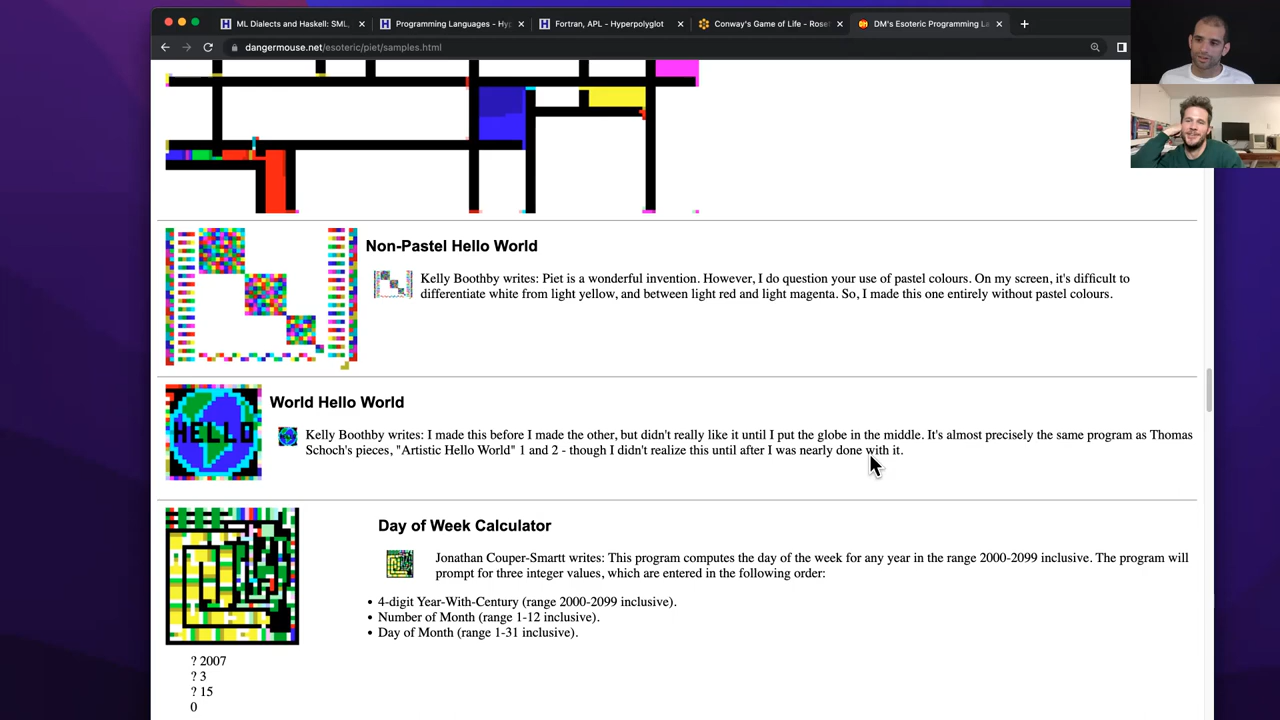 ML Dialects and Haskell: SML,
Programming Languages - Hyp
Fortran, APL - Hyperpolyglot
Conway's Game of Life - Roset
DM's Esoteric Programming La
dangermouse.net/esoteric/piet/samples.html
Non-Pastel Hello World
Kelly Boothby writes: Piet is a wonderful invention. However, I do question your use of pastel colours. On my screen, it's difficult to
differentiate white from light yellow, and between light red and light magenta. So, I made this one entirely without pastel colours.
HELLO
World Hello World
Kelly Boothby writes: I made this before I made the other, but didn't really like it until I put the globe in the middle. It's almost precisely the same program as Thomas
Schoch's pieces, "Artistic Hello World" 1 and 2 - though I didn't realize this until after I was nearly done with it.
Day of Week Calculator
Jonathan Couper-Smartt writes: This program computes the day of the week for any year in the range 2000-2099 inclusive. The program will
prompt for three integer values, which are entered in the following order:
• 4-digit Year-With-Century (range 2000-2099 inclusive).
• Number of Month (range 1-12 inclusive).
• Day of Month (range 1-31 inclusive).
? 2007
? 3
? 15
0